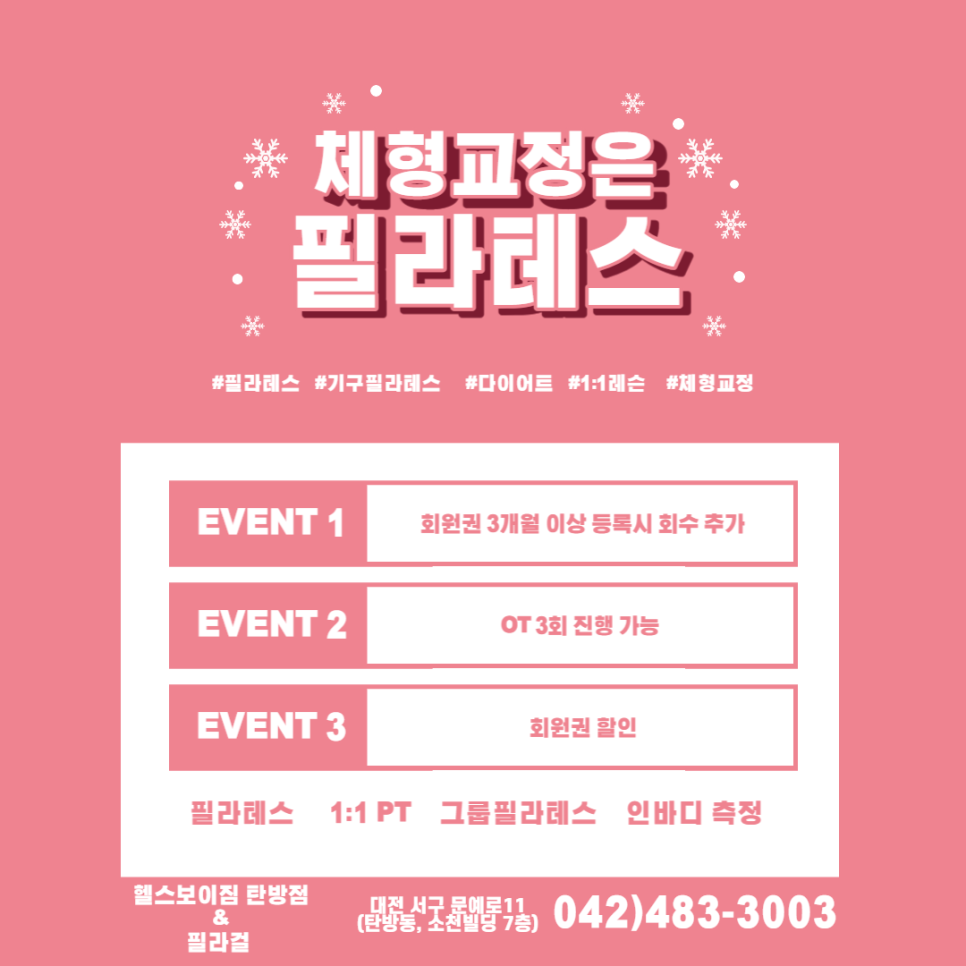 체형교정은
필라테스
#필라테스 #기구필라테스 #다이어트 #1:1레슨 #체형교정
EVENT 1
회원권 3개월 이상 등록시 회수 추가
EVENT 2
OT 3회 진행 가능
EVENT 3
회원권 할인
필라테스 1:1 PT 그룹필라테스 인바디 측정
헬스보이짐 탄방점
&
필라걸
대전 서구 문예로11
(탄방동, 소천빌딩 7층)
042)483-3003